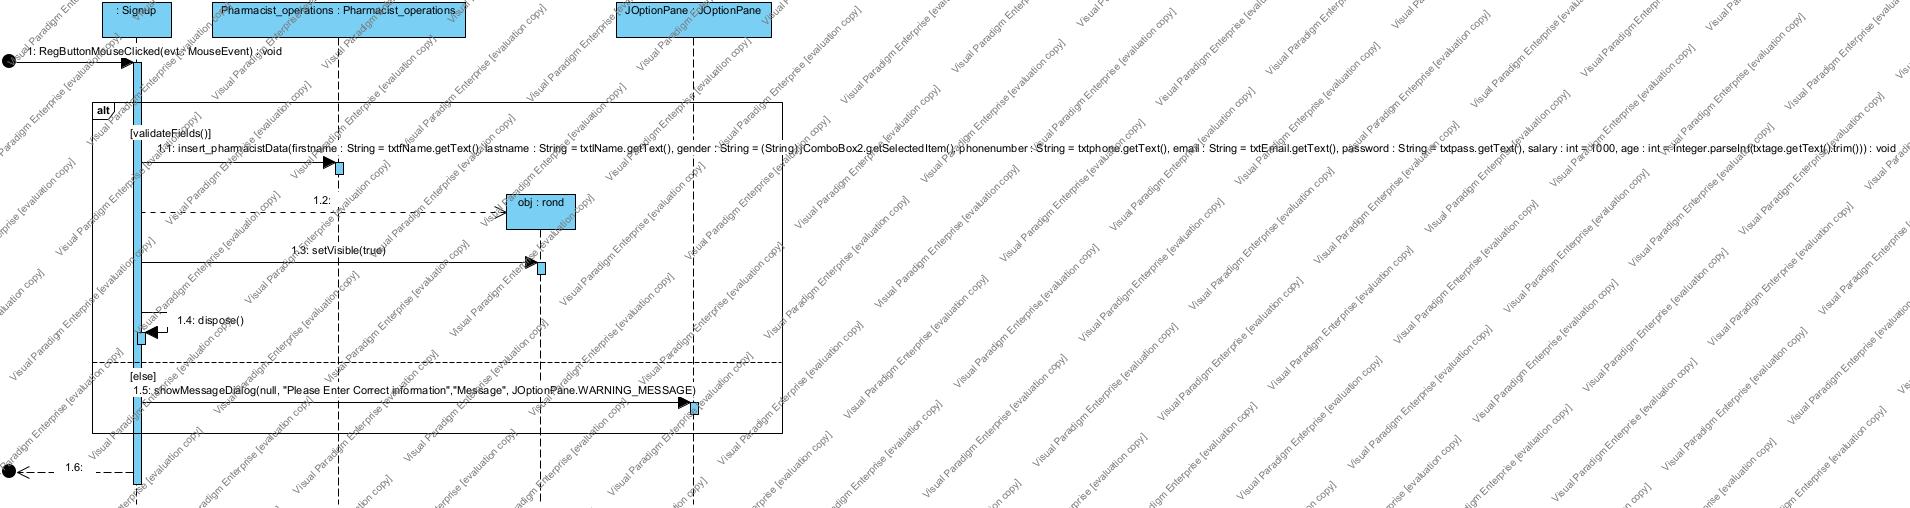 : Signup
Pharmacist_operations : Pharmacist_operations
JOptionPane : JOptionPane
1: RegButtonMouseClicked(evt : MouseEvent) : void
alt
[validateFields()]
1.1: insert_pharmacistData(firstname : String = txtfName.getText(), lastname : String = txtlName.getText(), gender : String = (String)jComboBox2.getSelectedItem(), phonenumber : String = txtphone.getText(), email : String = txtEmail.getText(), password : String = txtpass.getText(), salary : int = 1000, age : int = Integer.parseInt(txtage.getText().trim())) : void
1.2:
obj : rond
1.3: setVisible(true)
1.4: dispose()
[else]
1.5: showMessageDialog(null, "Please Enter Correct information","Message", JOptionPane.WARNING_MESSAGE)
1.6:
Visual Paradigm Enterprise [evaluation copy]